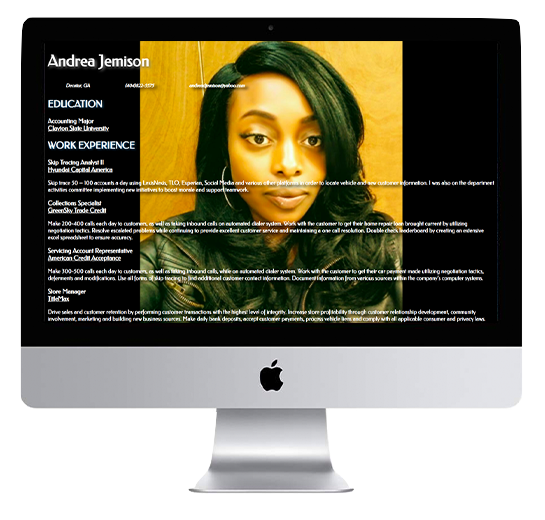 Andrea Jemison
Decatur, GA
EDUCATION
Accounting Major
Clayton State University
WORK EXPERIENCE
Skip Tracing Analyst II
Hyundai Capital America
Skip trace 50 – 100 accounts a day using LexisNexis, TLO, Experian, Social Media and various other platforms in order to locate vehicle and new customer information. I was also on the department
activities committee implementing new initiatives to boost morale and support teamwork.
Collections Specialist
GreenSky Trade Credit
Make 200-400 calls each day to customers, as well as taking inbound calls on automated dialer system. Work with the customer to get their home repair loan brought current by utilizing
negotiation tactics. Resolve escalated problems while continuing to provide excellent customer service and maintaining a one call resolution. Double check leaderboard by creating an extensive
excel spreadsheet to ensure accuracy.
Servicing Account Representative
American Credit Acceptance
Make 300-500 calls each day to customers, as well as taking inbound calls, while on automated dialer system. Work with the customer to get their car payment made utilizing negotiation tactics,
deferments and modifications. Use all forms of skip tracing to find additional customer contact information. Document information from various sources within the company's computer systems.
Store Manager
TitleMax
Drive sales and customer retention by performing customer transactions with the highest level of integrity. Increase store profitability through customer relationship development, community
involvement, marketing and building new business sources. Make daily bank deposits, accept customer payments, process vehicle liens and comply with all applicable consumer and privacy laws.